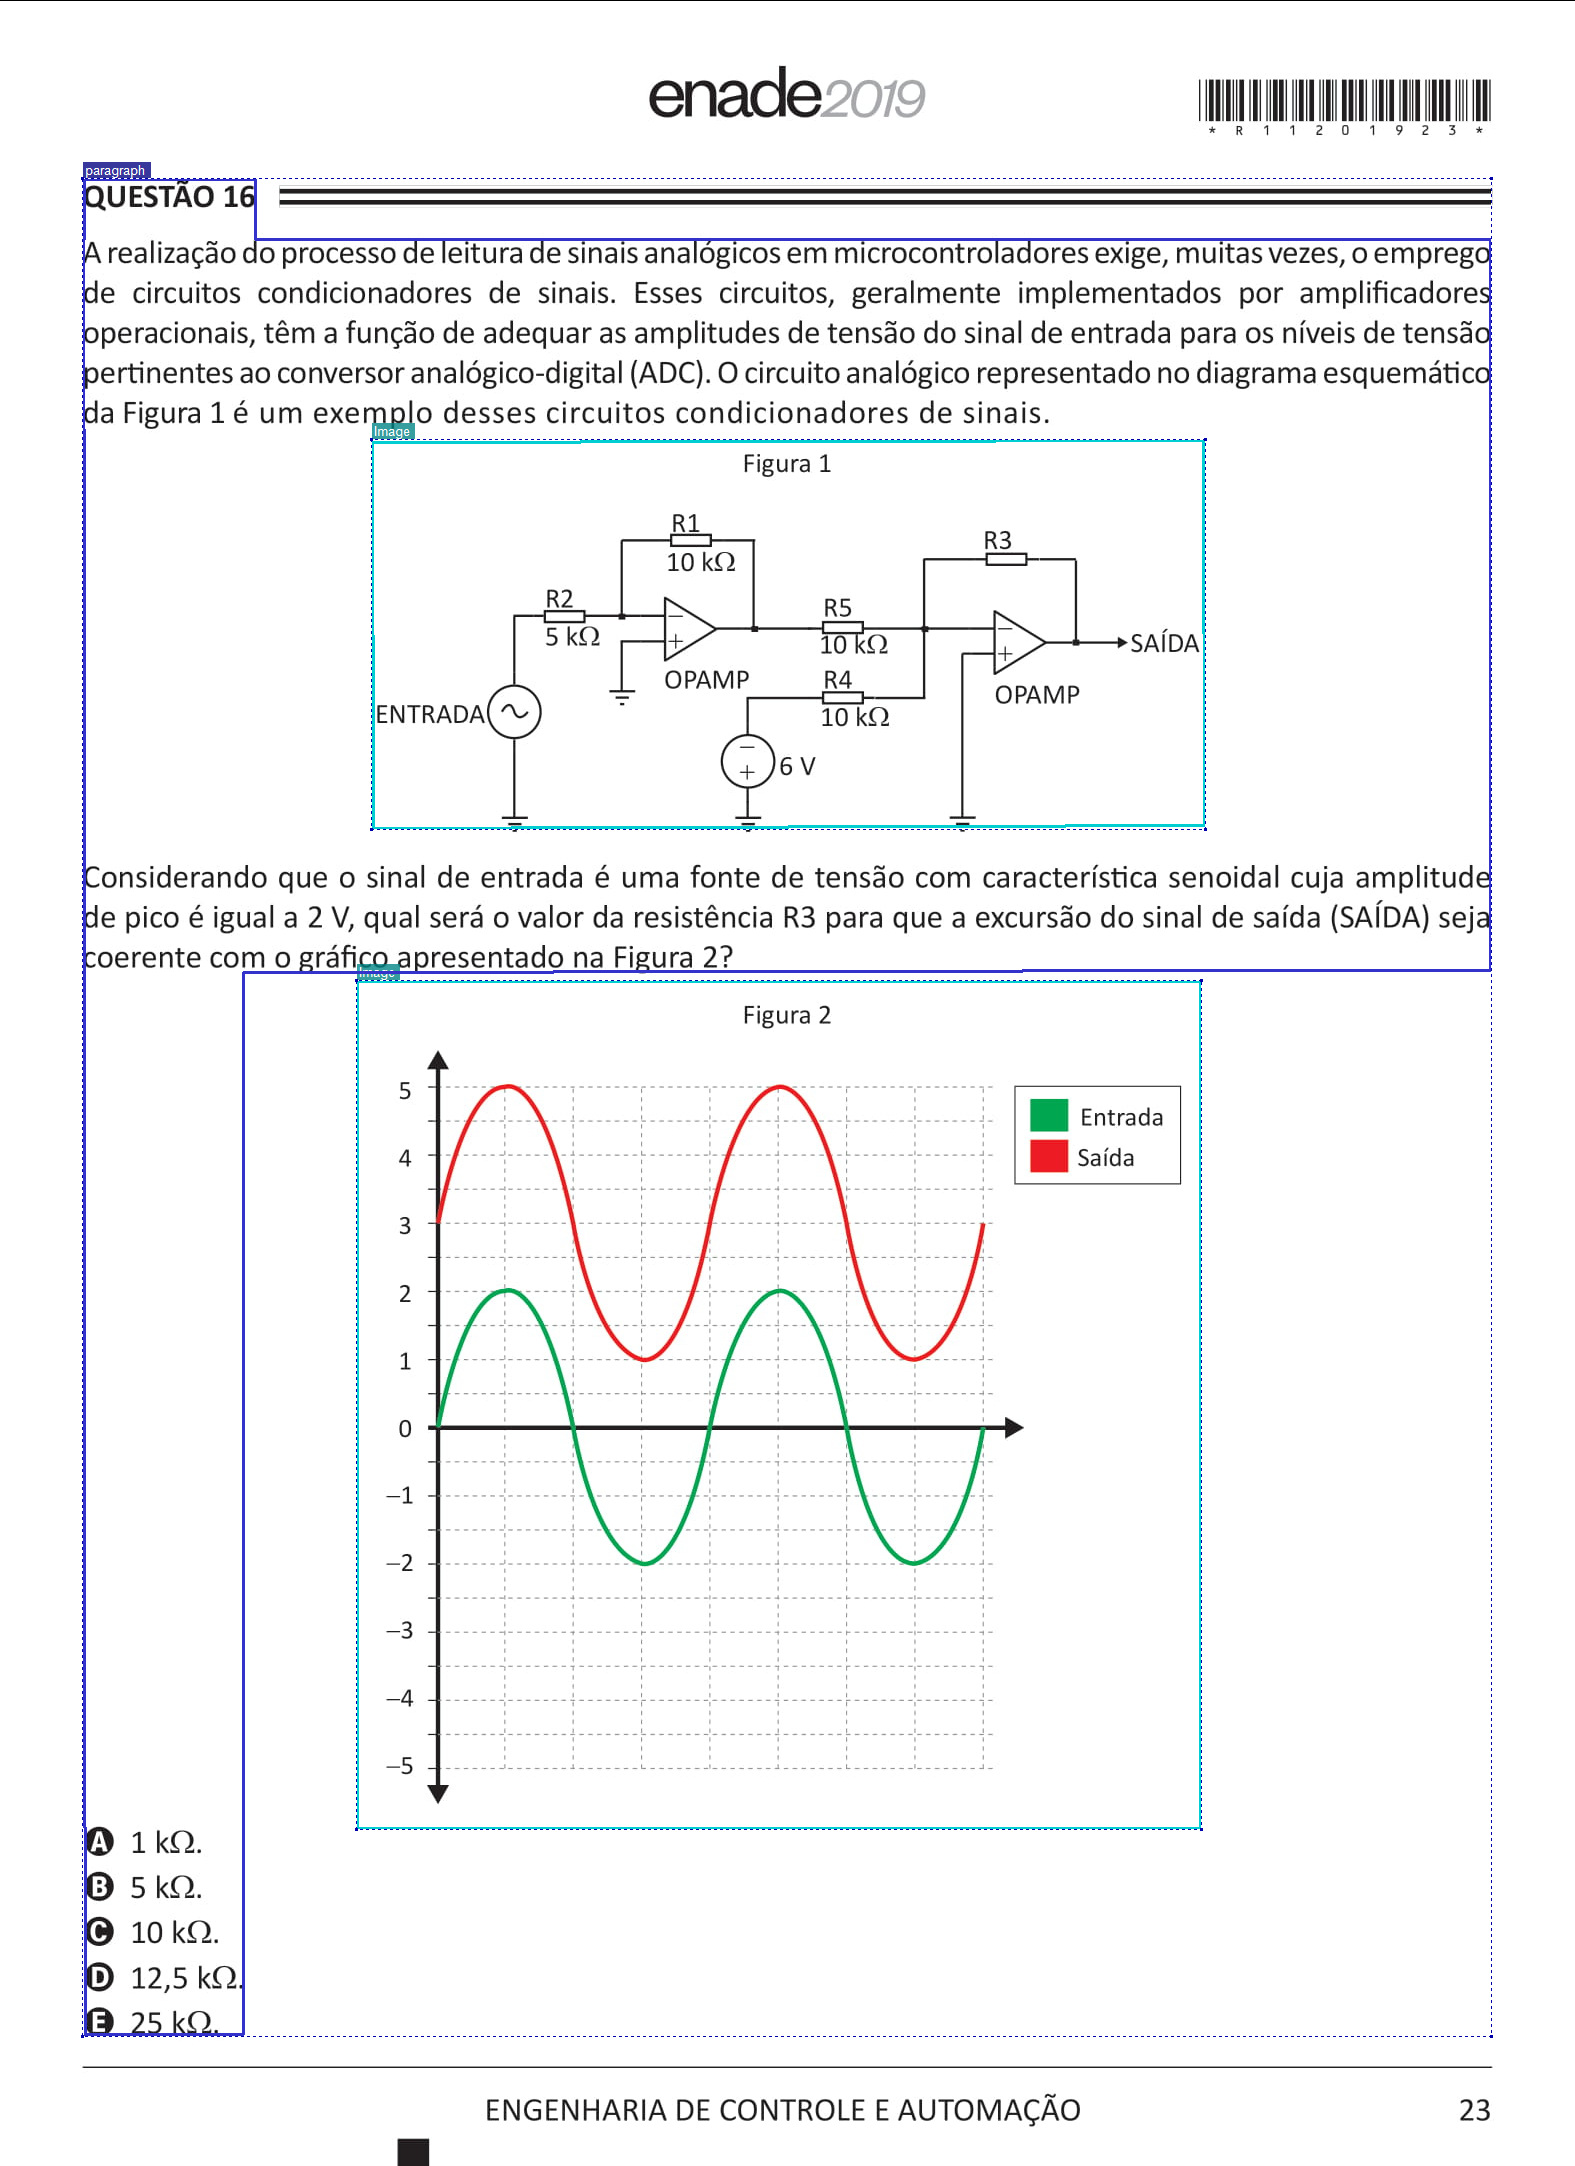 enade2019
*R11201923*
paragraph
QUESTÃO 16
A realização do processo de leitura de sinais analógicos em microcontroladores exige, muitas vezes, o emprego
de circuitos condicionadores de sinais. Esses circuitos, geralmente implementados por amplificadores
operacionais, têm a função de adequar as amplitudes de tensão do sinal de entrada para os níveis de tensão
pertinentes ao conversor analógico-digital (ADC). O circuito analógico representado no diagrama esquemático
da Figura 1 é um exemplo desses circuitos condicionadores de sinais.
Image
Figura 1
R1
10 kΩ
R3
R2
5 kΩ
R5
10 kΩ
SAÍDA
OPAMP
R4
10 kΩ
OPAMP
ENTRADA
6 V
Considerando que o sinal de entrada é uma fonte de tensão com característica senoidal cuja amplitude
de pico é igual a 2 V, qual será o valor da resistência R3 para que a excursão do sinal de saída (SAÍDA) seja
coerente com o gráfico apresentado na Figura 2?
Image
Figura 2
5
4
3
2
1
0
−1
−2
−3
−4
−5
Entrada
Saída
A 1 kΩ.
B 5 kΩ.
C 10 kΩ.
D 12,5 kΩ.
E 25 kΩ.
ENGENHARIA DE CONTROLE E AUTOMAÇÃO
23